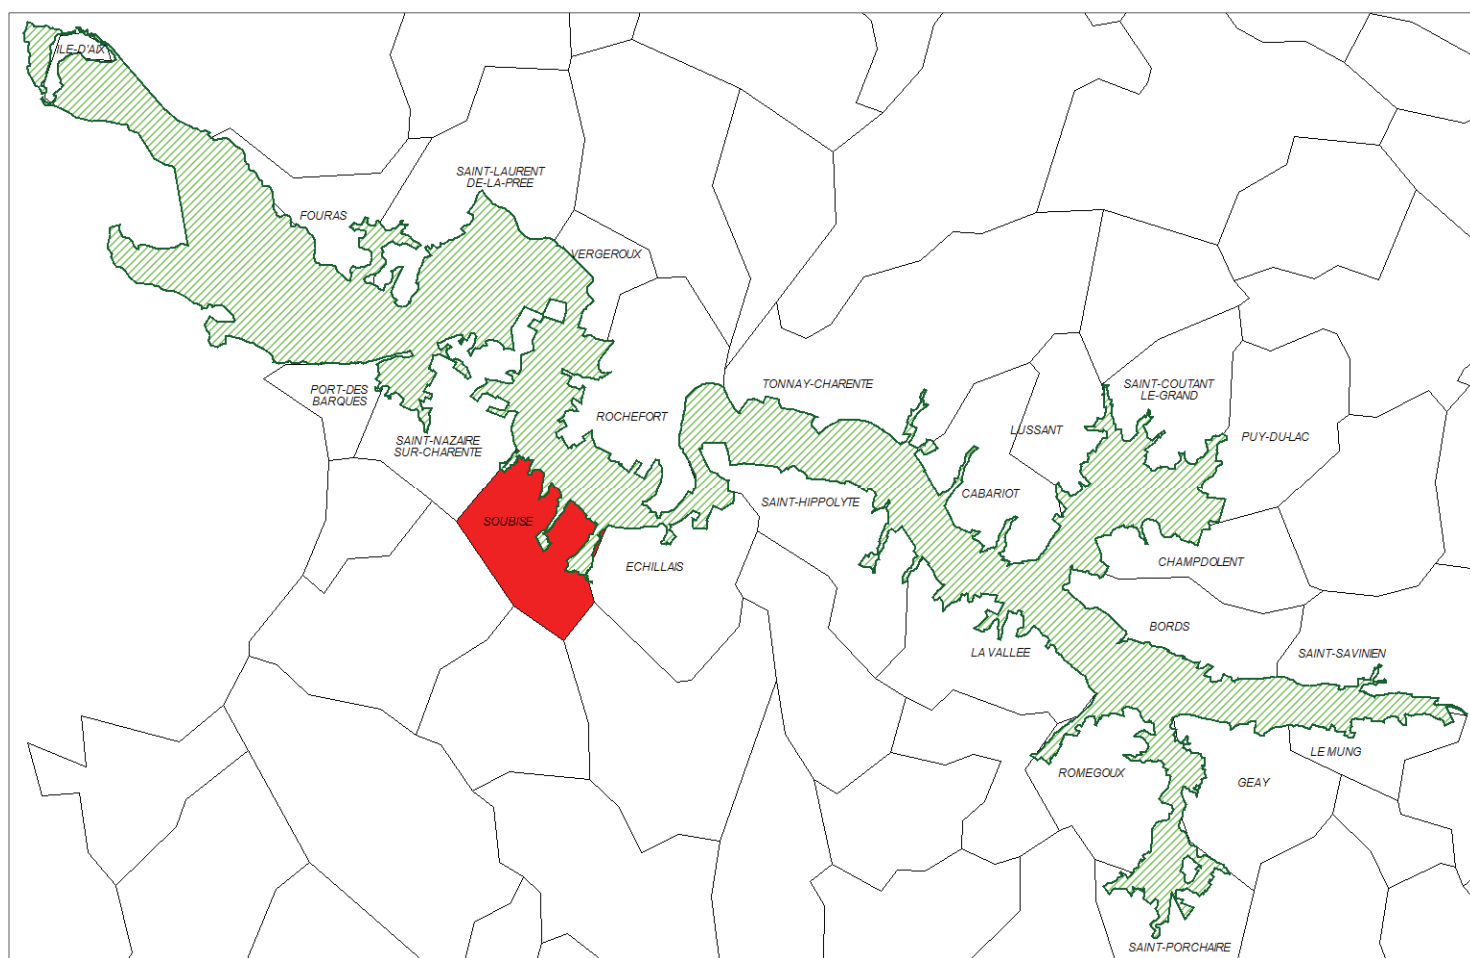 ILE-D'AIX
SAINT-LAURENT
DE-LA-PREE
FOURAS
VERGEROUX
PORT-DES
BARQUES
TONNAY-CHARENTE
SAINT-COUTANT
LE-GRAND
ROCHEFORT
LUSSANT
PUY-DU-LAC
SAINT-NAZAIRE
SUR-CHARENTE
CABARIOT
SAINT-HIPPOLYTE
SOUBISE
ECHILLAIS
CHAMPDOLENT
BORDS
LA VALLEE
SAINT-SAVINIEN
LE MUNG
ROMEGOUX
GEAY
SAINT-PORCHAIRE